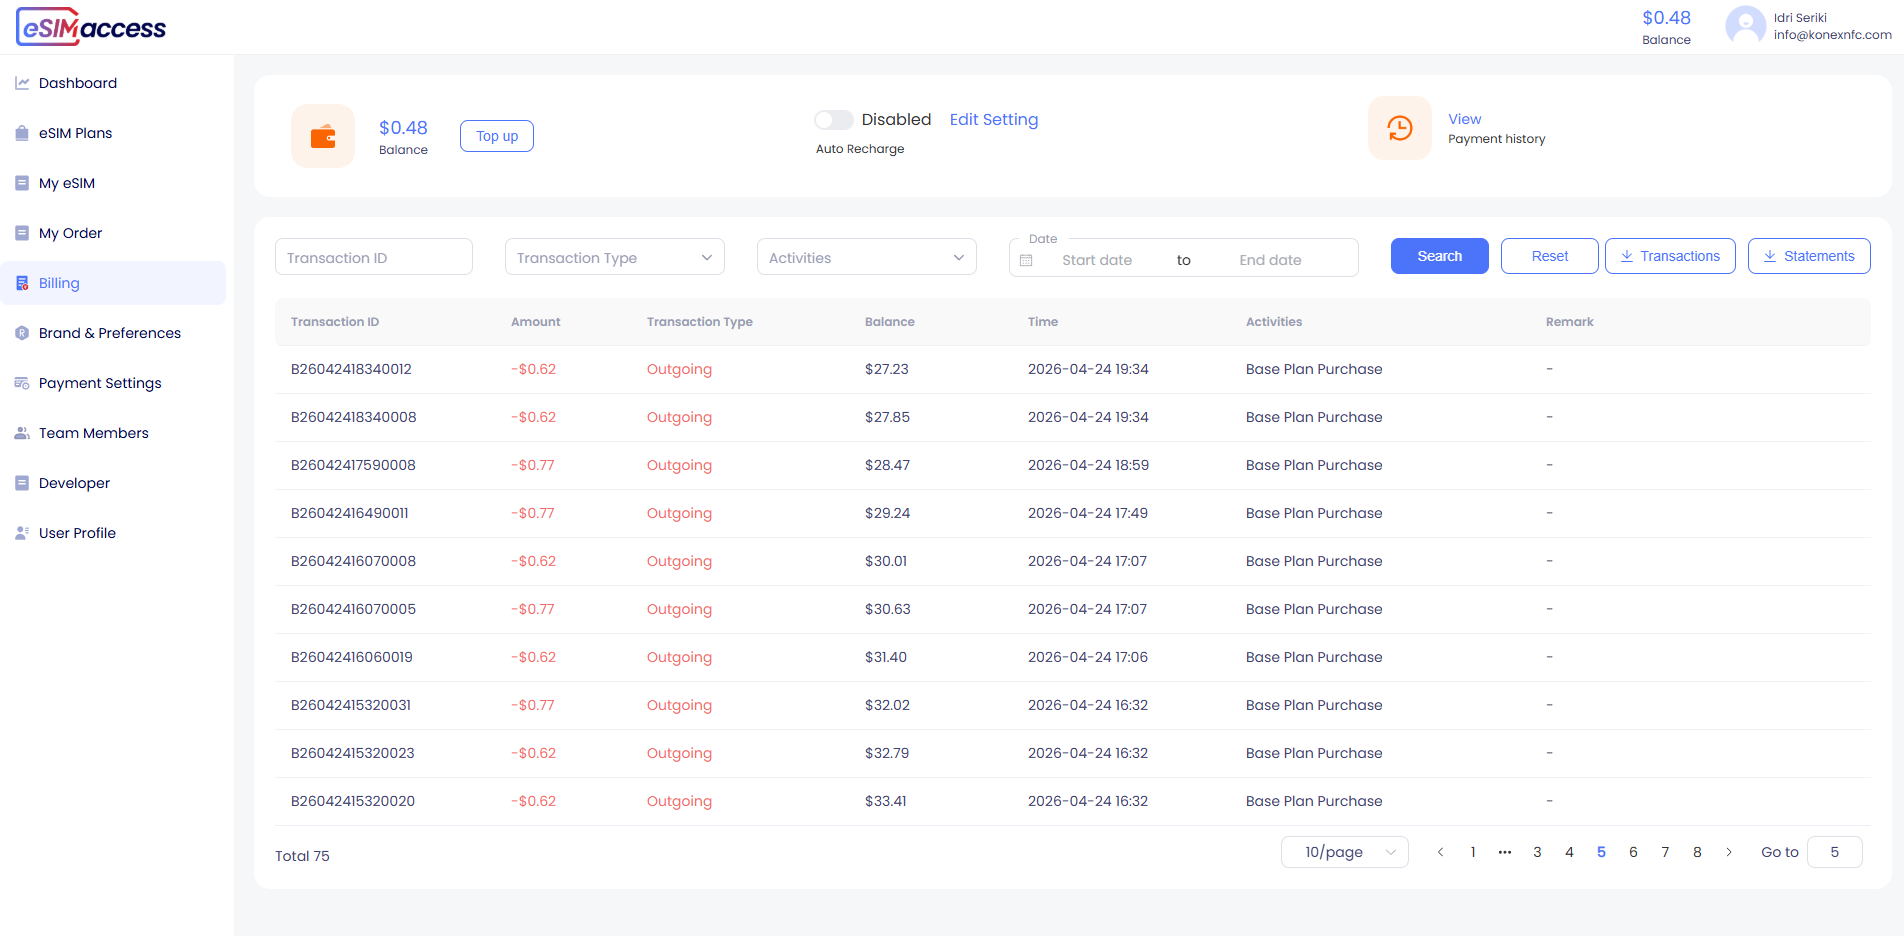 eSIMaccess
$0.48
Balance
Idri Seriki
info@konexnfc.com
Dashboard
eSIM Plans
My eSIM
My Order
Billing
Brand & Preferences
Payment Settings
Team Members
Developer
User Profile
$0.48
Balance
Top up
Disabled Edit Setting
Auto Recharge
View
Payment history
Transaction ID Transaction Type Activities Date Start date to End date Search Reset Transactions Statements
Transaction ID Amount Transaction Type Balance Time Activities Remark
B26042418340012 -$0.62 Outgoing $27.23 2026-04-24 19:34 Base Plan Purchase -
B26042418340008 -$0.62 Outgoing $27.85 2026-04-24 19:34 Base Plan Purchase -
B26042417590008 -$0.77 Outgoing $28.47 2026-04-24 18:59 Base Plan Purchase -
B26042416490011 -$0.77 Outgoing $29.24 2026-04-24 17:49 Base Plan Purchase -
B26042416070008 -$0.62 Outgoing $30.01 2026-04-24 17:07 Base Plan Purchase -
B26042416070005 -$0.77 Outgoing $30.63 2026-04-24 17:07 Base Plan Purchase -
B26042416060019 -$0.62 Outgoing $31.40 2026-04-24 17:06 Base Plan Purchase -
B26042415320031 -$0.77 Outgoing $32.02 2026-04-24 16:32 Base Plan Purchase -
B26042415320023 -$0.62 Outgoing $32.79 2026-04-24 16:32 Base Plan Purchase -
B26042415320020 -$0.62 Outgoing $33.41 2026-04-24 16:32 Base Plan Purchase -
Total 75 10/page < 1 ••• 3 4 5 6 7 8 > Go to 5